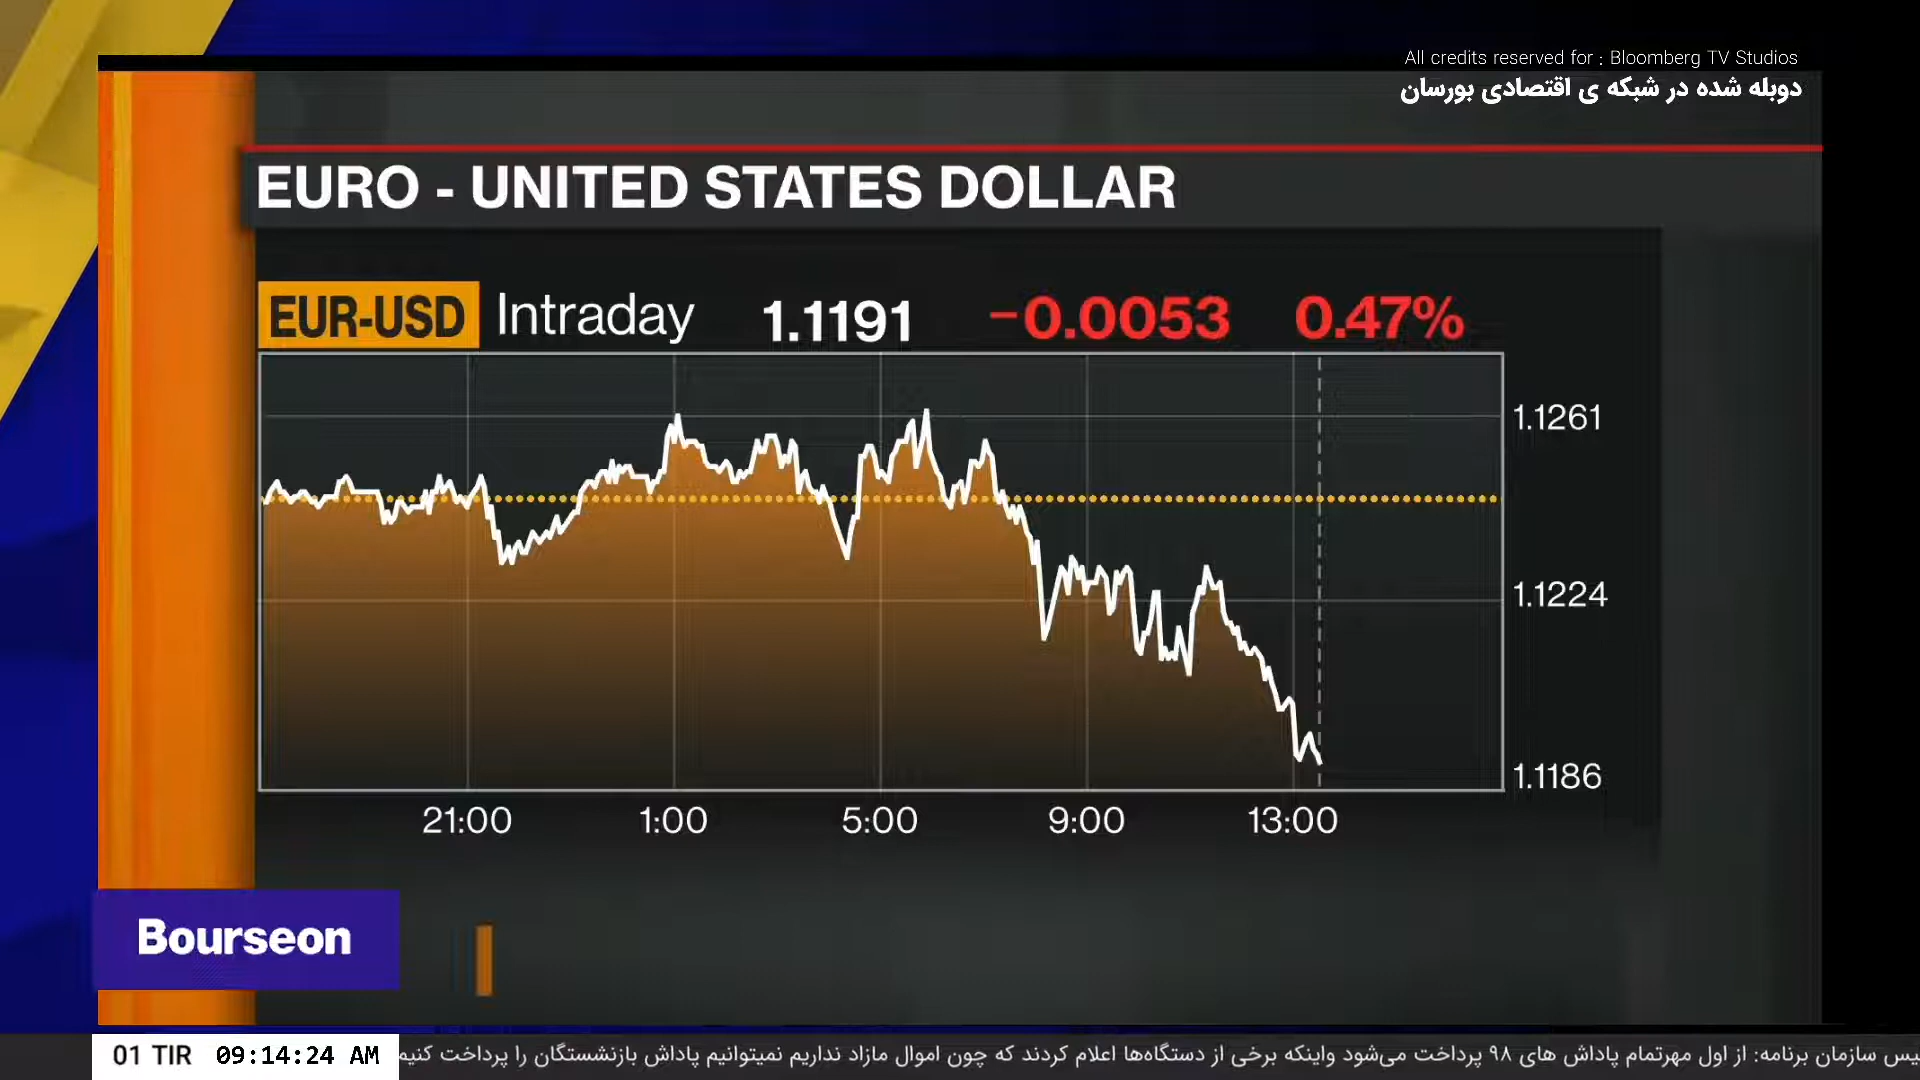 All credits reserved for : Bloomberg TV Studios
دوبله شده در شبکه ی اقتصادی بورسان
EURO - UNITED STATES DOLLAR
EUR-USD Intraday 1.1191 -0.0053 0.47%
1.1261
1.1224
1.1186
21:00 1:00 5:00 9:00 13:00
Bourseon
01 TIR 09:14:24 AM
سازمان برنامه: از اول مهرتمام پاداش های ۹۸ پرداخت می‌شود واینکه برخی از دستگاه‌ها اعلام کردند که چون اموال مازاد نداریم نمیتوانیم پاداش بازنشستگان را پرداخت کنیم